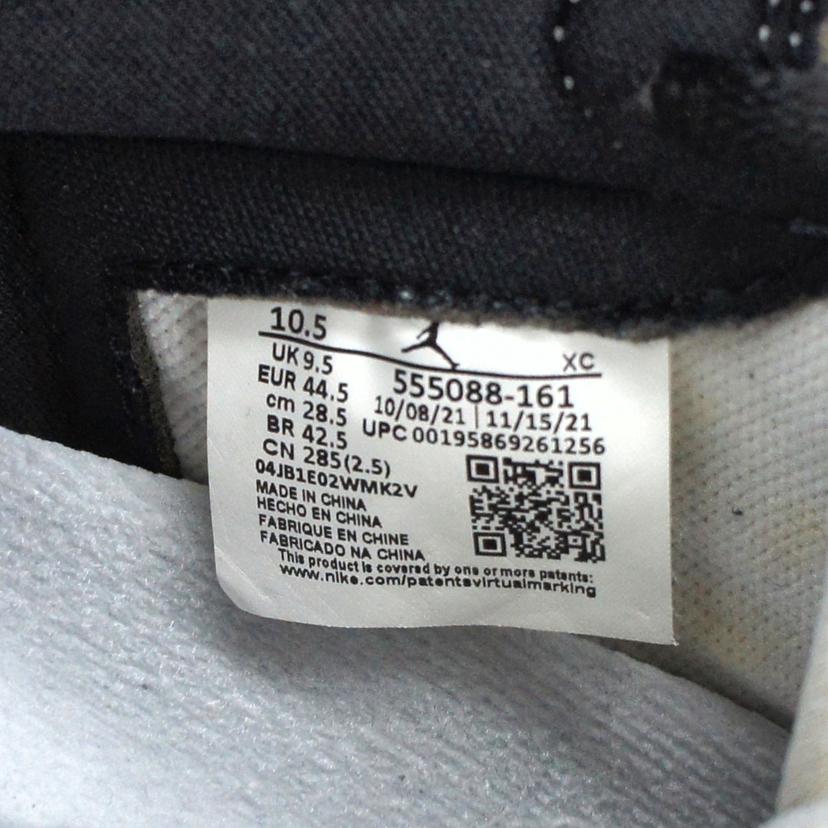 10.5
XC
UK 9.5
EUR 44.5
cm 28.5
BR 42.5
CN 285(2.5)
555088-161
10/08/21 | 11/15/21
UPC 00195869261256
04JB1E02WMK2V
MADE IN CHINA
HECHO EN CHINA
FABRIQUE EN CHINE
FABRICADO NA CHINA
This product is covered by one or more patents:
www.nike.com/patentsvirtualmarking